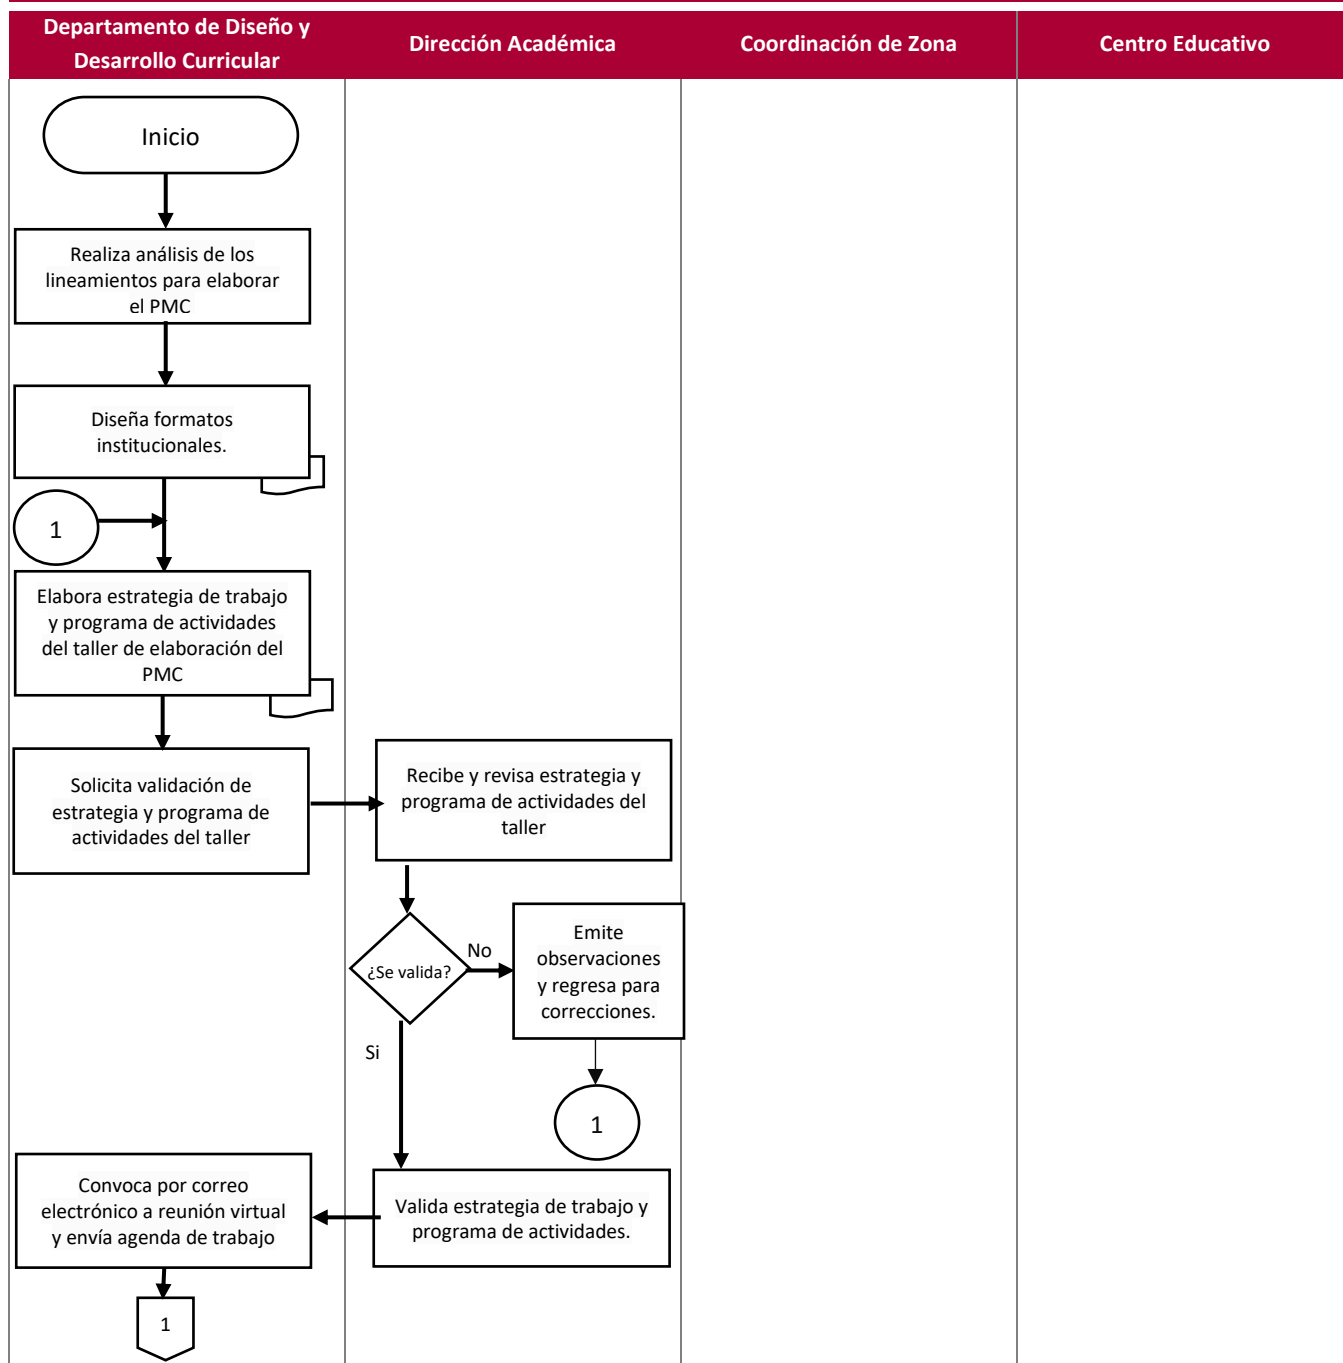 Departamento de Diseño y
Desarrollo Curricular
Dirección Académica
Coordinación de Zona
Centro Educativo
Inicio
Realiza análisis de los
lineamientos para elaborar
el PMC
Diseña formatos
institucionales.
1
Elabora estrategia de trabajo
y programa de actividades
del taller de elaboración del
PMC
Solicita validación de
estrategia y programa de
actividades del taller
Recibe y revisa estrategia y
programa de actividades del
taller
¿Se valida?
No
Emite
observaciones
y regresa para
correcciones.
Si
1
Valida estrategia de trabajo y
programa de actividades.
Convoca por correo
electrónico a reunión virtual
y envía agenda de trabajo
1